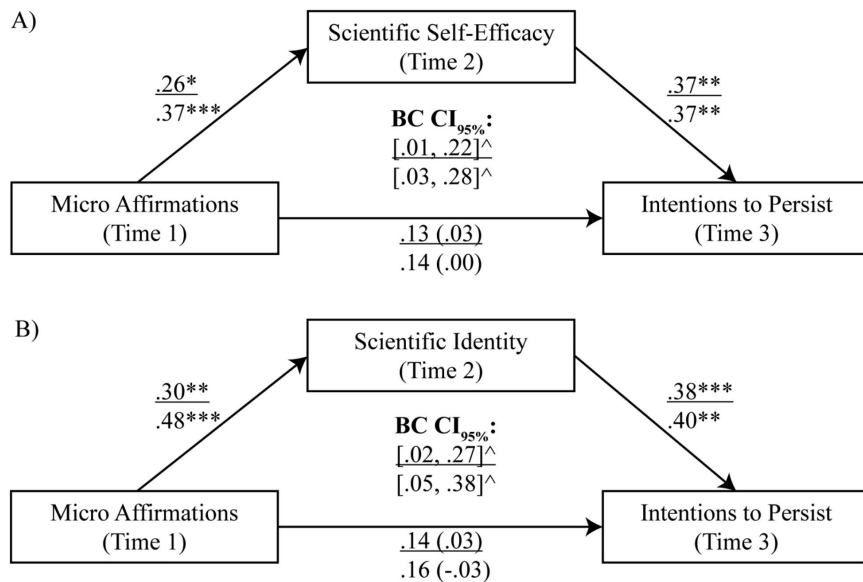 A)
Scientific Self-Efficacy
(Time 2)
.26*
.37***
.37**
.37**
BC CI95%:
[.01, .22]^
[.03, .28]^
Micro Affirmations
(Time 1)
Intentions to Persist
(Time 3)
.13 (.03)
.14 (.00)
B)
Scientific Identity
(Time 2)
.30**
.48***
.38***
.40**
BC CI95%:
[.02, .27]^
[.05, .38]^
Micro Affirmations
(Time 1)
Intentions to Persist
(Time 3)
.14 (.03)
.16 (-.03)